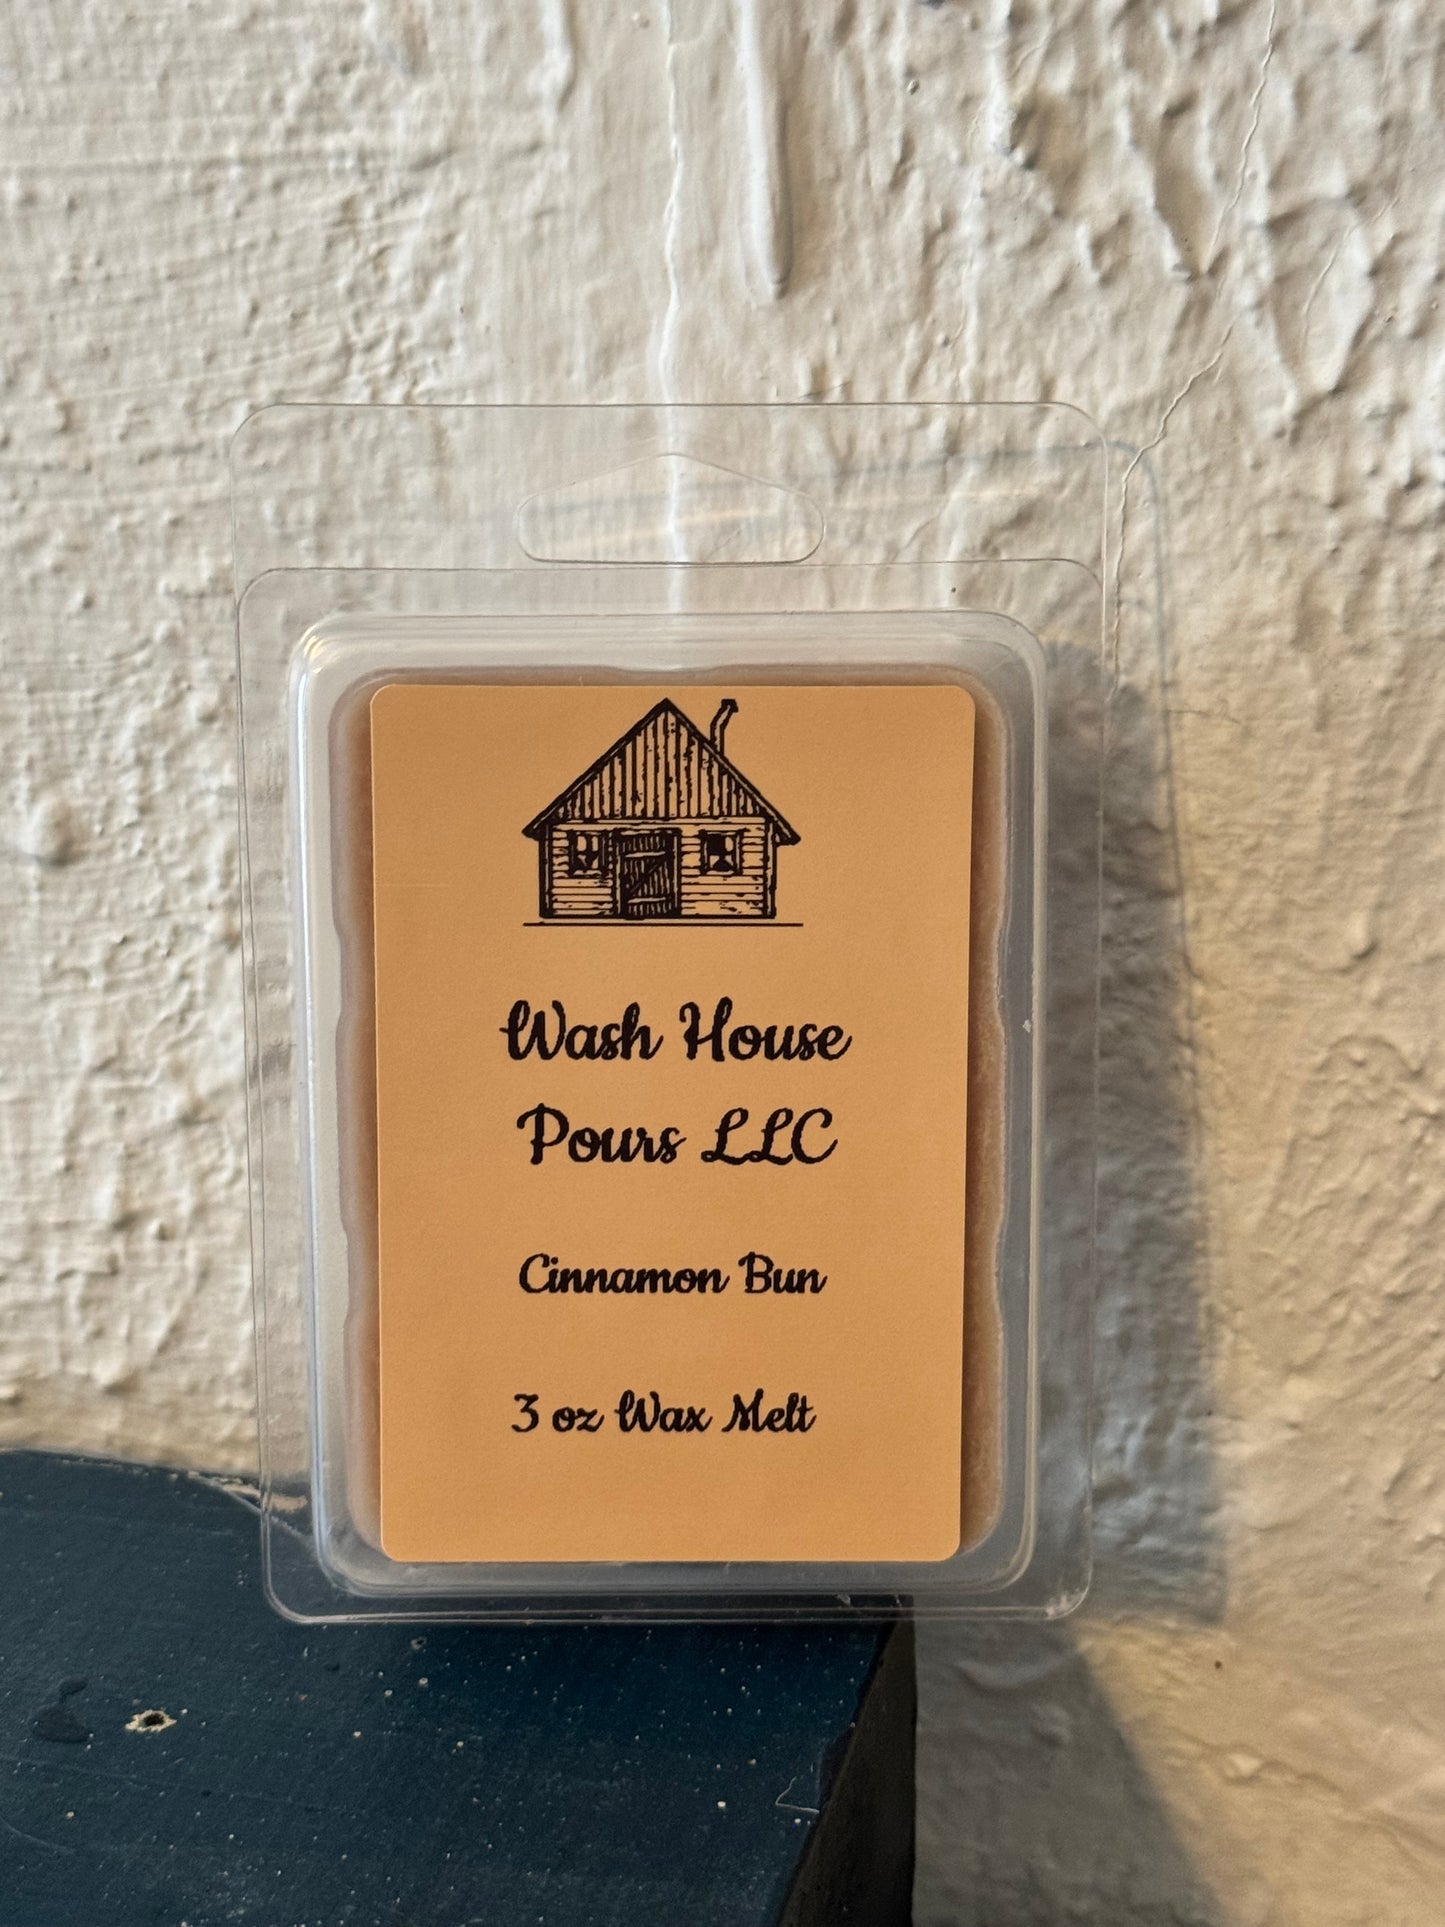 Wash House
Pours LLC
Cinnamon Bun
3 oz Wax Melt